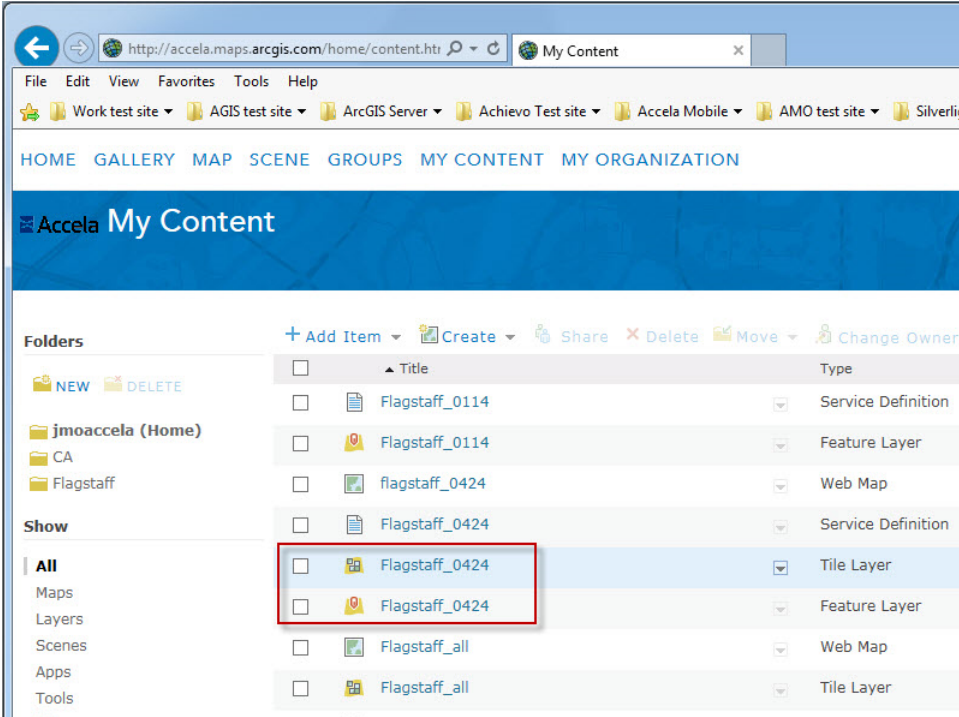 http://accela.maps.arcgis.com/home/content.htr My Content
File Edit View Favorites Tools Help
Work test site AGIS test site ArcGIS Server Achievo Test site Accela Mobile AMO test site Silverlig
HOME GALLERY MAP SCENE GROUPS MY CONTENT MY ORGANIZATION
Accela My Content
Folders
+ Add Item Create Share Delete Move Change Owner
Title Type
NEW DELETE
Flagstaff_0114 Service Definition
jmoaccela (Home)
Flagstaff_0114 Feature Layer
CA
Flagstaff
flagstaff_0424 Web Map
Show
Flagstaff_0424 Service Definition
All
Flagstaff_0424 Tile Layer
Maps
Flagstaff_0424 Feature Layer
Layers
Scenes
Flagstaff_all Web Map
Apps
Flagstaff_all Tile Layer
Tools